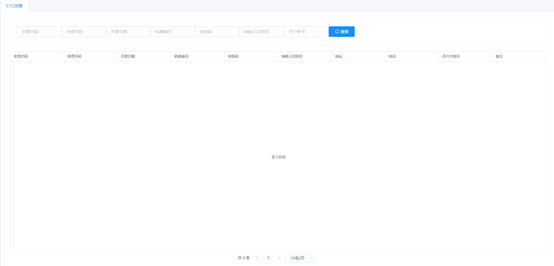 ETC发票
发票代码 发票号码 开票日期 机器编号 校验码 纳税人识别号 开户账号 搜索
发票代码 发票号码 开票日期 机器编号 校验码 纳税人识别号 地址 电话 开户行账号 备注
暂无数据
共 0 条 1 10条/页